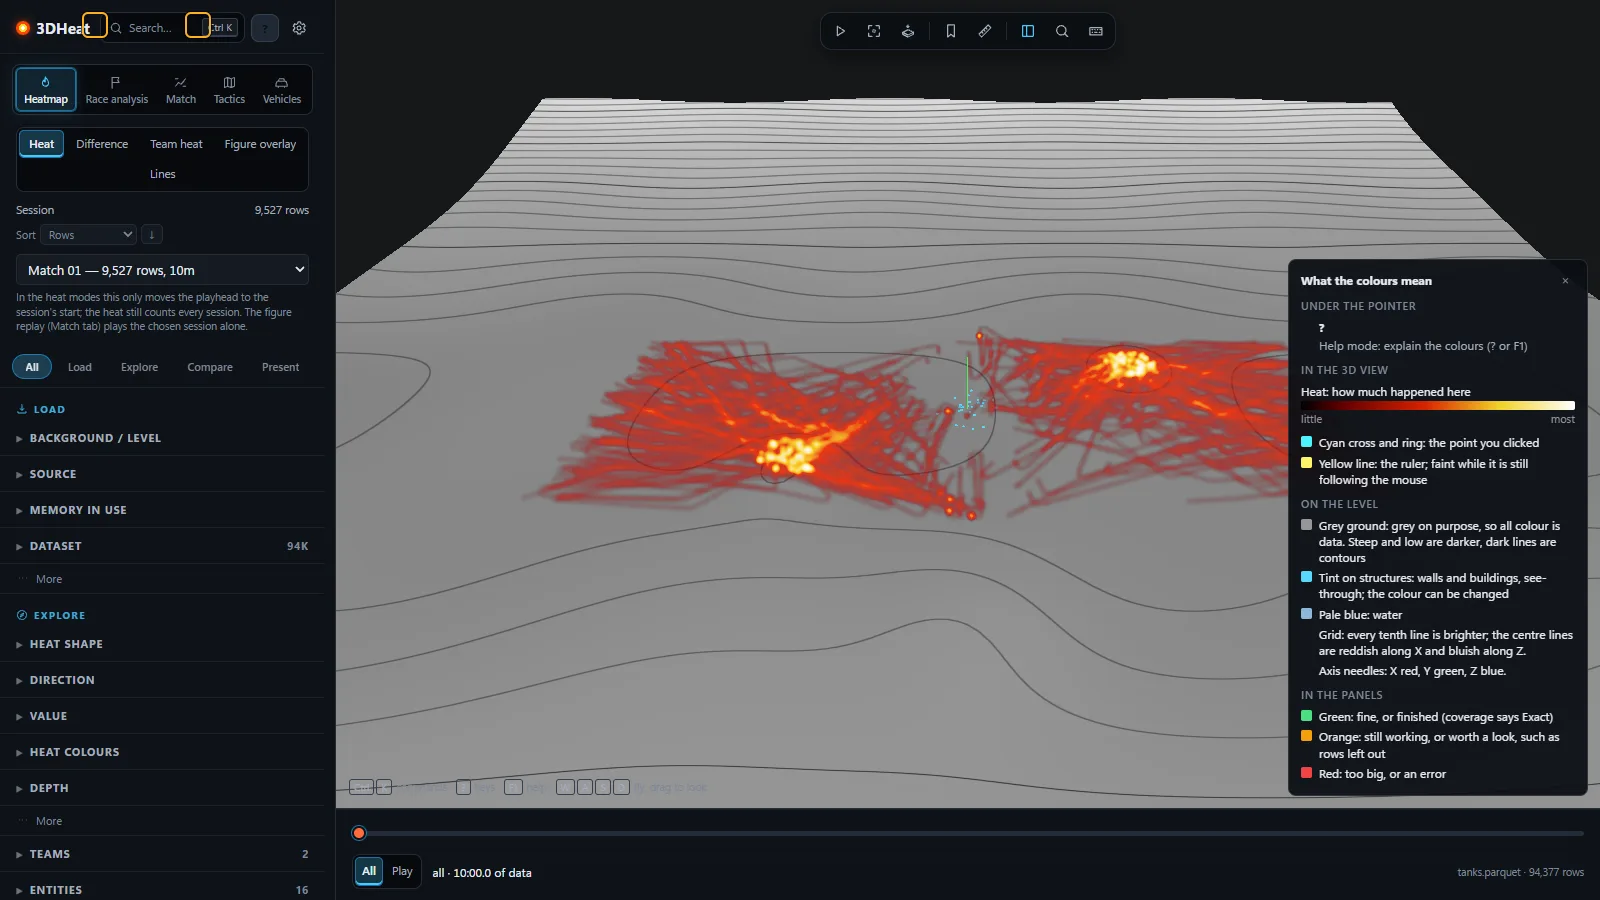 3DHeat
Search...
Ctrl K
?
Heatmap
Race analysis
Match
Tactics
Vehicles
Heat
Difference
Team heat
Figure overlay
Lines
Session
9,527 rows
Sort
Rows
↓
Match 01 — 9,527 rows, 10m
In the heat modes this only moves the playhead to the
session's start; the heat still counts every session. The figure
replay (Match tab) plays the chosen session alone.
All
Load
Explore
Compare
Present
LOAD
BACKGROUND / LEVEL
SOURCE
MEMORY IN USE
DATASET
94K
More
EXPLORE
HEAT SHAPE
DIRECTION
VALUE
HEAT COLOURS
DEPTH
More
TEAMS
2
ENTITIES
16
What the colours mean
×
UNDER THE POINTER
?
Help mode: explain the colours (? or F1)
IN THE 3D VIEW
Heat: how much happened here
little
most
Cyan cross and ring: the point you clicked
Yellow line: the ruler; faint while it is still
following the mouse
ON THE LEVEL
Grey ground: grey on purpose, so all colour is
data. Steep and low are darker, dark lines are
contours
Tint on structures: walls and buildings, see-
through; the colour can be changed
Pale blue: water
Grid: every tenth line is brighter; the centre lines
are reddish along X and bluish along Z.
Axis needles: X red, Y green, Z blue.
IN THE PANELS
Green: fine, or finished (coverage says Exact)
Orange: still working, or worth a look, such as
rows left out
Red: too big, or an error
fly, drag to look
All
Play
all · 10:00.0 of data
tanks.parquet · 94,377 rows